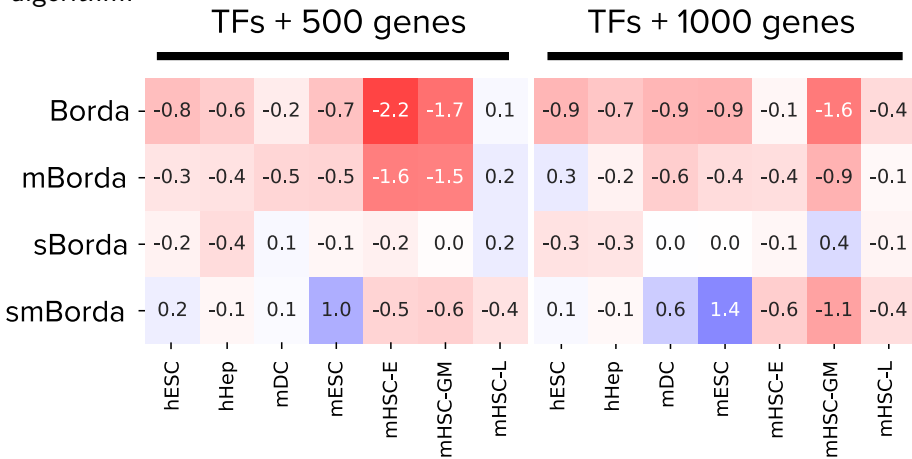 TFs + 500 genes TFs + 1000 genes
Borda -0.8 -0.6 -0.2 -0.7 -2.2 -1.7 0.1 -0.9 -0.7 -0.9 -0.9 -0.1 -1.6 -0.4
mBorda -0.3 -0.4 -0.5 -0.5 -1.6 -1.5 0.2 0.3 -0.2 -0.6 -0.4 -0.4 -0.9 -0.1
sBorda -0.2 -0.4 0.1 -0.1 -0.2 0.0 0.2 -0.3 -0.3 0.0 0.0 -0.1 0.4 -0.1
smBorda 0.2 -0.1 0.1 1.0 -0.5 -0.6 -0.4 0.1 -0.1 0.6 1.4 -0.6 -1.1 -0.4
hESC hHep mDC mESC mHSC-E mHSC-GM mHSC-L hESC hHep mDC mESC mHSC-E mHSC-GM mHSC-L